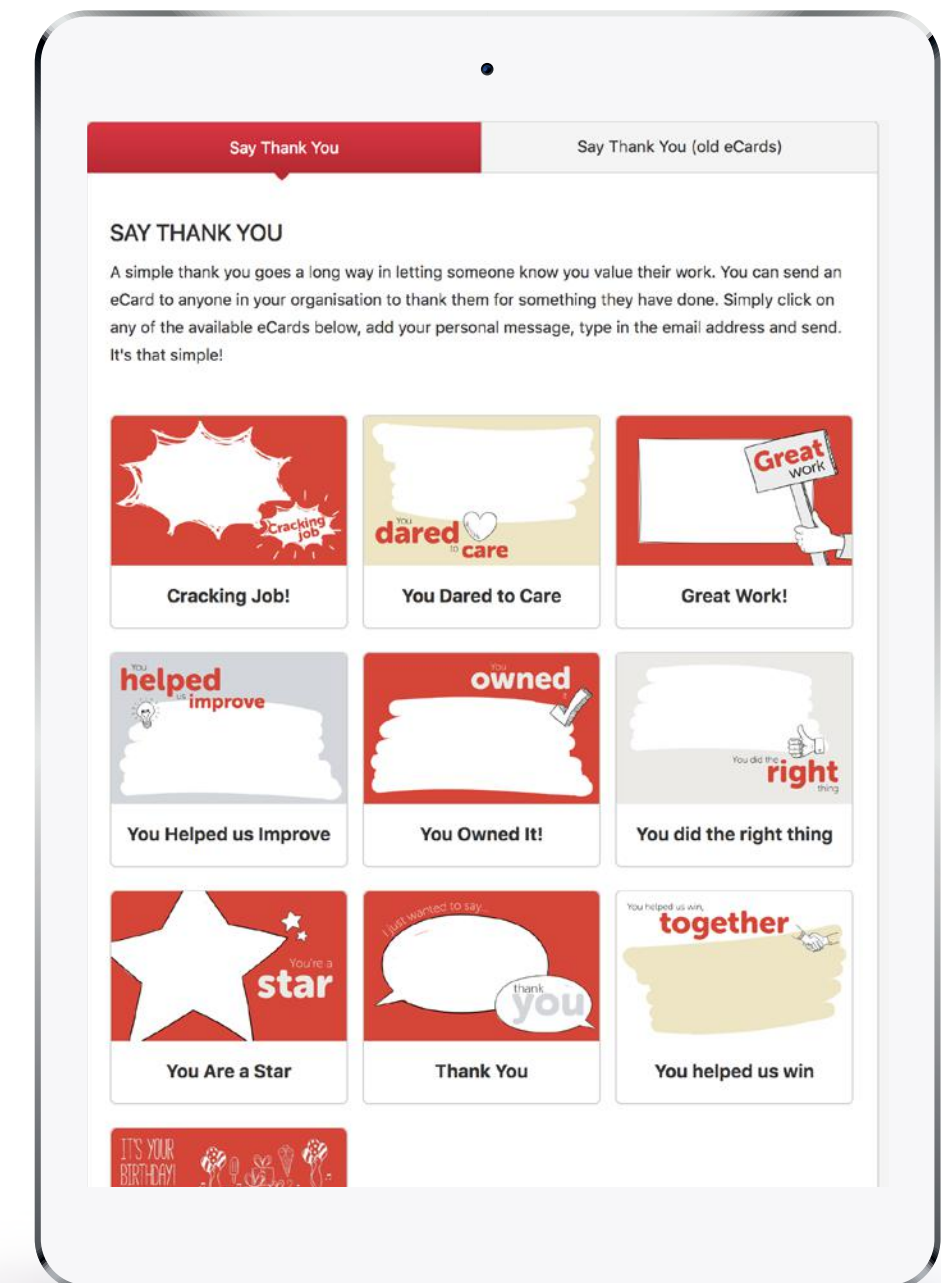 Say Thank You
Say Thank You (old eCards)
SAY THANK YOU
A simple thank you goes a long way in letting someone know you value their work. You can send an
eCard to anyone in your organisation to thank them for something they have done. Simply click on
any of the available eCards below, add your personal message, type in the email address and send.
It's that simple!
Cracking
job
Cracking Job!
You
dared
to care
You Dared to Care
Great
work
Great Work!
You
helped
us improve
You Helped us Improve
You
owned
it
You Owned It!
You did the
right
thing
You did the right thing
You're a
star
You Are a Star
I just wanted to say...
thank
you
Thank You
You helped us win,
together
You helped us win
IT'S YOUR
BIRTHDAY!